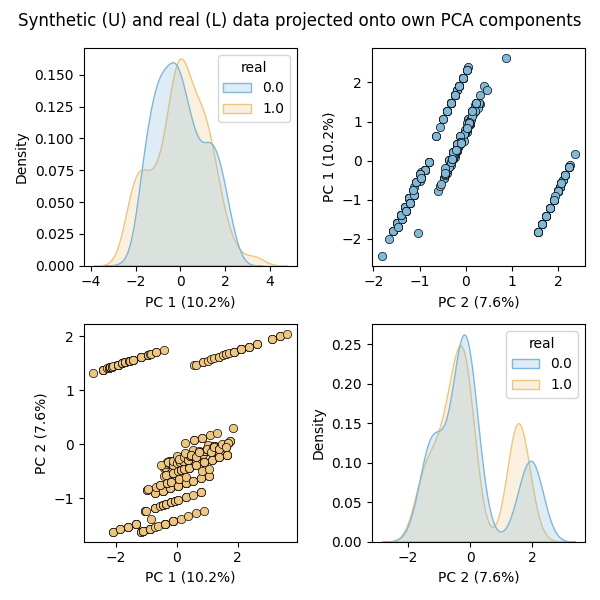 Synthetic (U) and real (L) data projected onto own PCA components
real
0.0
1.0
Density
0.150
0.125
0.100
0.075
0.050
0.025
0.000
−4 −2 0 2 4
PC 1 (10.2%)
PC 1 (10.2%)
2
1
0
−1
−2
−2 −1 0 1 2
PC 2 (7.6%)
PC 2 (7.6%)
2
1
0
−1
−2 0 2
PC 1 (10.2%)
real
0.0
1.0
Density
0.25
0.20
0.15
0.10
0.05
0.00
−2 0 2
PC 2 (7.6%)